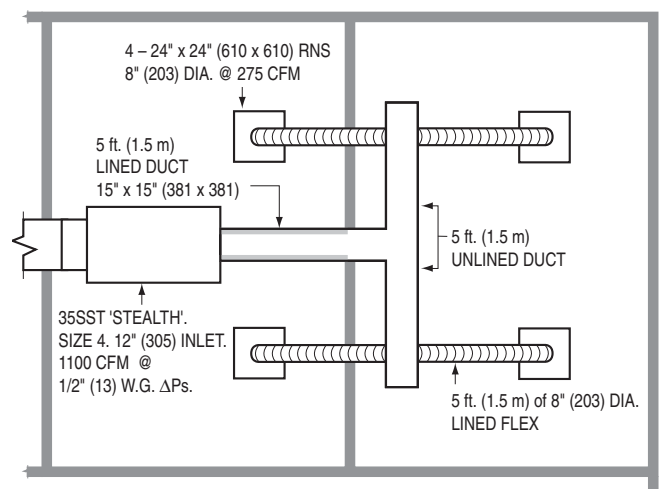 4 – 24" x 24" (610 x 610) RNS
8" (203) DIA. @ 275 CFM
5 ft. (1.5 m)
LINED DUCT
15" x 15" (381 x 381)
5 ft. (1.5 m)
UNLINED DUCT
35SST 'STEALTH'.
SIZE 4. 12" (305) INLET.
1100 CFM @
1/2" (13) W.G. ΔPs.
5 ft. (1.5 m) of 8" (203) DIA.
LINED FLEX